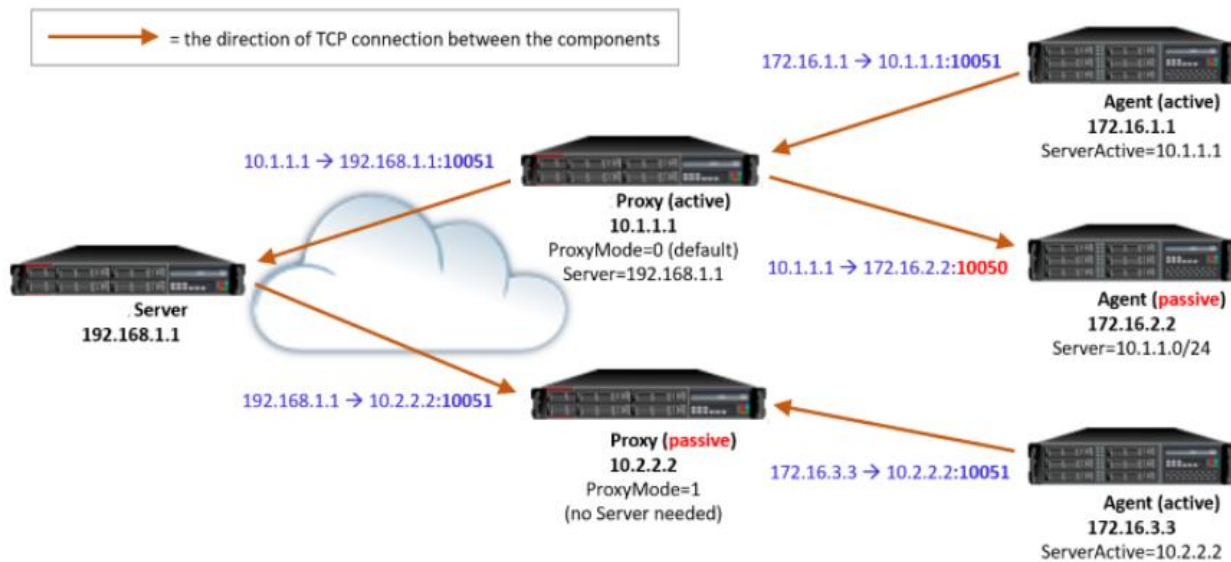 = the direction of TCP connection between the components
172.16.1.1 → 10.1.1.1:10051
Agent (active)
172.16.1.1
ServerActive=10.1.1.1
10.1.1.1 → 192.168.1.1:10051
Proxy (active)
10.1.1.1
ProxyMode=0 (default)
Server=192.168.1.1
10.1.1.1 → 172.16.2.2:10050
Agent (passive)
172.16.2.2
Server=10.1.1.0/24
Server
192.168.1.1
192.168.1.1 → 10.2.2.2:10051
Proxy (passive)
10.2.2.2
ProxyMode=1
(no Server needed)
172.16.3.3 → 10.2.2.2:10051
Agent (active)
172.16.3.3
ServerActive=10.2.2.2